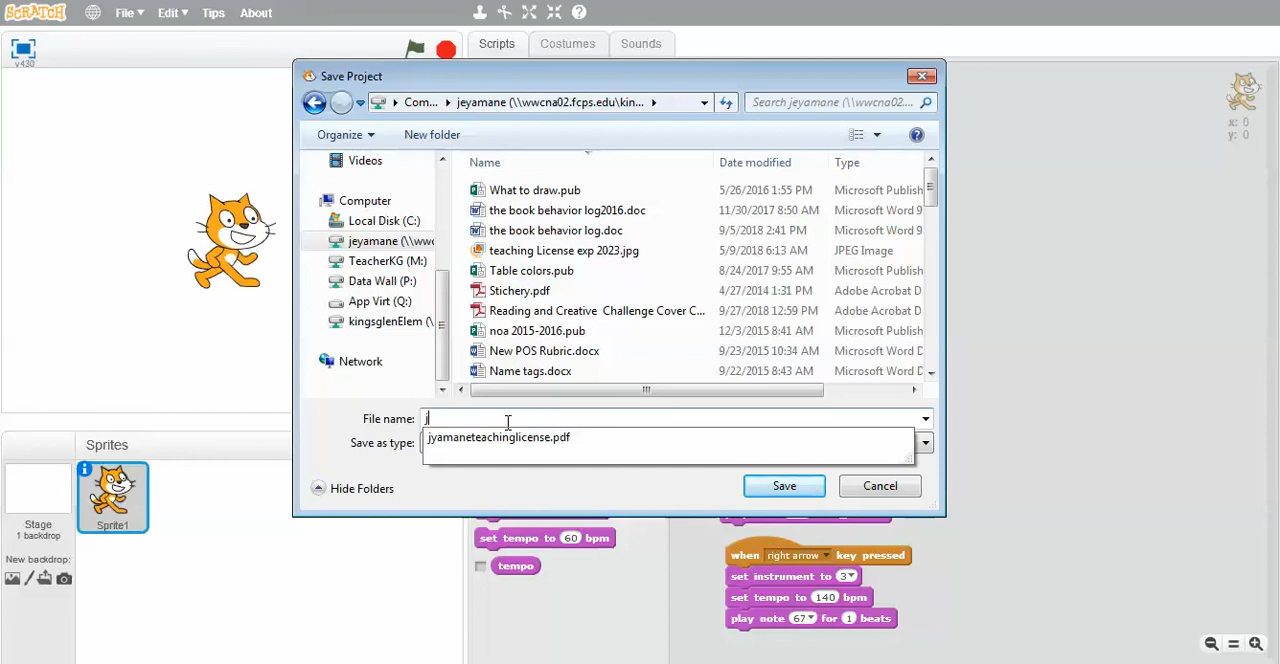 SCRATCH File Edit Tips About
v430
Scripts Costumes Sounds
Save Project
Com... jeyamane (\\wwcna02.fcps.edu\kin... Search jeyamane (\\wwcna02....
Organize New folder
Videos
Computer
Local Disk (C:)
jeyamane (\\wwc
TeacherKG (M:)
Data Wall (P:)
App Virt (Q:)
kingsglenElem (\
Network
Name Date modified Type
What to draw.pub 5/26/2016 1:55 PM Microsoft Publish
the book behavior log2016.doc 11/30/2017 8:50 AM Microsoft Word 9
the book behavior log.doc 9/5/2018 2:41 PM Microsoft Word 9
teaching License exp 2023.jpg 5/9/2018 6:13 AM JPEG Image
Table colors.pub 8/24/2017 9:55 AM Microsoft Publish
Stichery.pdf 4/27/2014 1:31 PM Adobe Acrobat D
Reading and Creative Challenge Cover C... 9/27/2018 12:59 PM Adobe Acrobat D
noa 2015-2016.pub 12/3/2015 8:41 AM Microsoft Publish
New POS Rubric.docx 9/23/2015 10:34 AM Microsoft Word D
Name tags.docx 9/22/2015 8:43 AM Microsoft Word D
File name: j
jyamaneteachinglicense.pdf
Save as type:
Hide Folders Save Cancel
x: 0
y: 0
Sprites
Stage
1 backdrop
New backdrop:
Sprite1
set tempo to 60 bpm
tempo
when right arrow key pressed
set instrument to 3
set tempo to 140 bpm
play note 67 for 1 beats